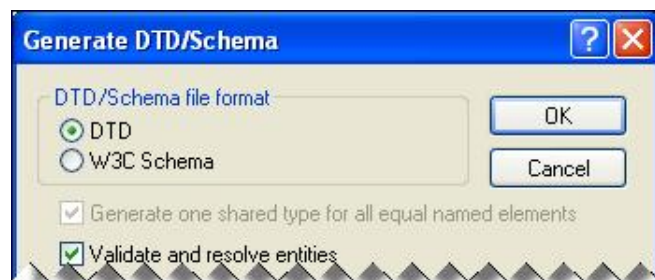 Generate DTD/Schema
DTD/Schema file format
DTD
W3C Schema
OK
Cancel
Generate one shared type for all equal named elements
Validate and resolve entities